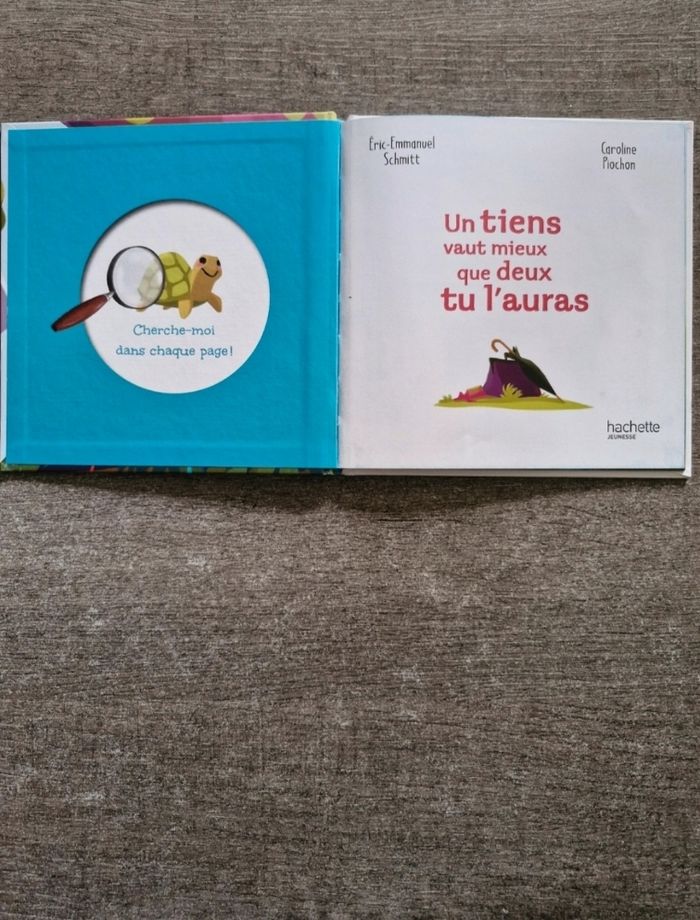 Cherche-moi
dans chaque page!
Éric-Emmanuel
Schmitt
Caroline
Piochon
Un tiens
vaut mieux
que deux
tu l'auras
hachette
JEUNESSE